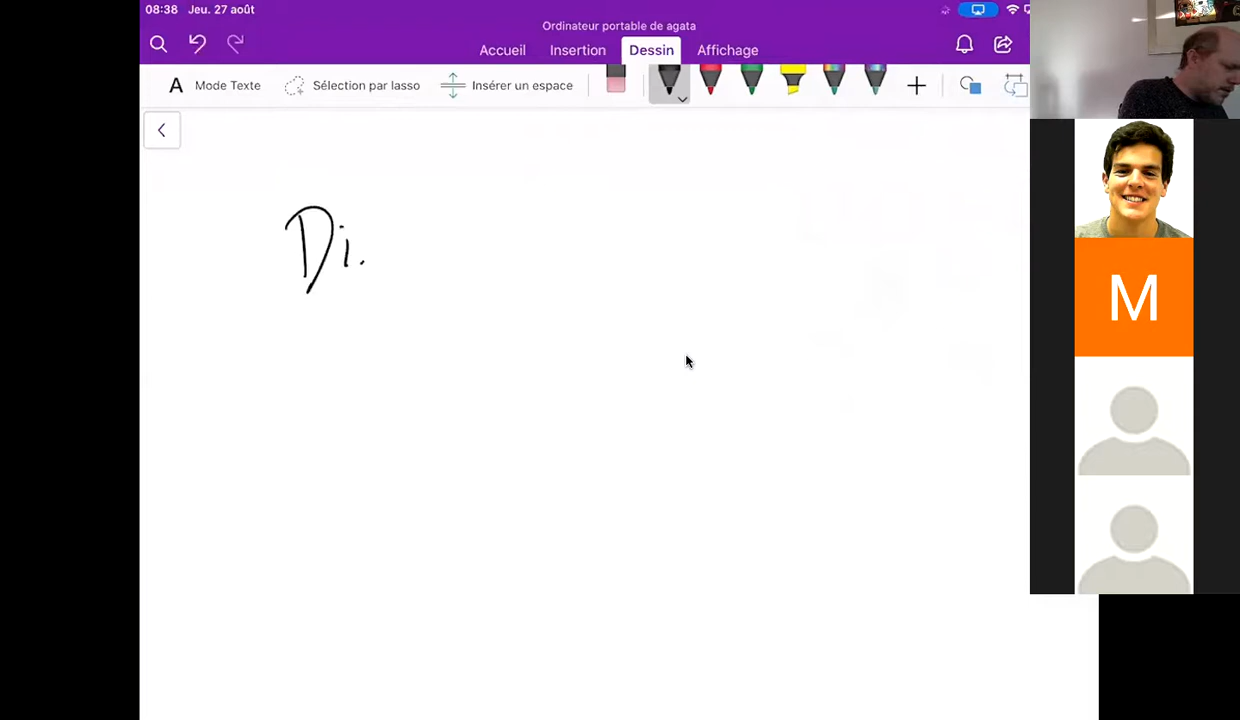 08:38 Jeu. 27 août
Ordinateur portable de agata
Accueil Insertion Dessin Affichage
A Mode Texte Sélection par lasso Insérer un espace
Di.
M